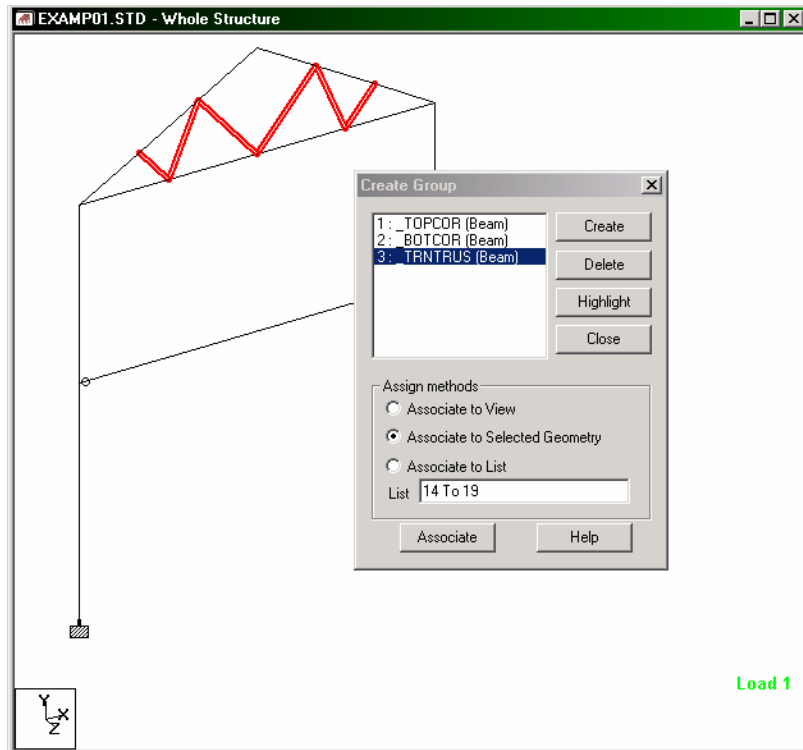 EXAMP01.STD - Whole Structure
Create Group
1 : _TOPCOR (Beam)
2 : _BOTCOR (Beam)
3 : _TRNTRUS (Beam)
Create
Delete
Highlight
Close
Assign methods
Associate to View
Associate to Selected Geometry
Associate to List
List 14 To 19
Associate
Help
Load 1
Y
X
Z